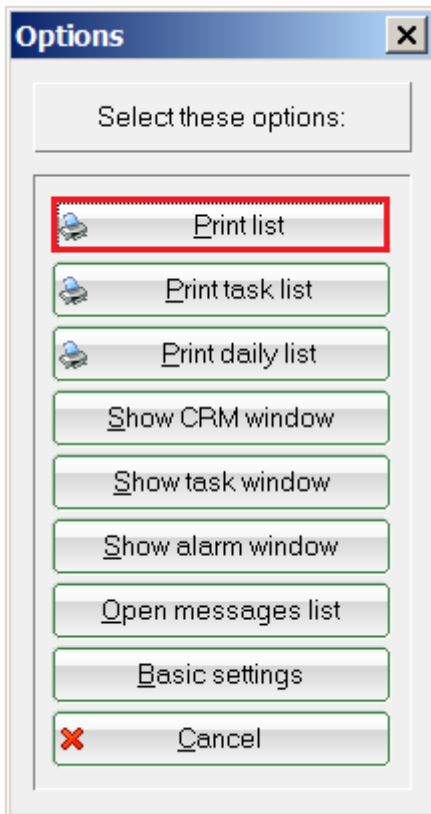 Options
Select these options:
Print list
Print task list
Print daily list
Show CRM window
Show task window
Show alarm window
Open messages list
Basic settings
Cancel